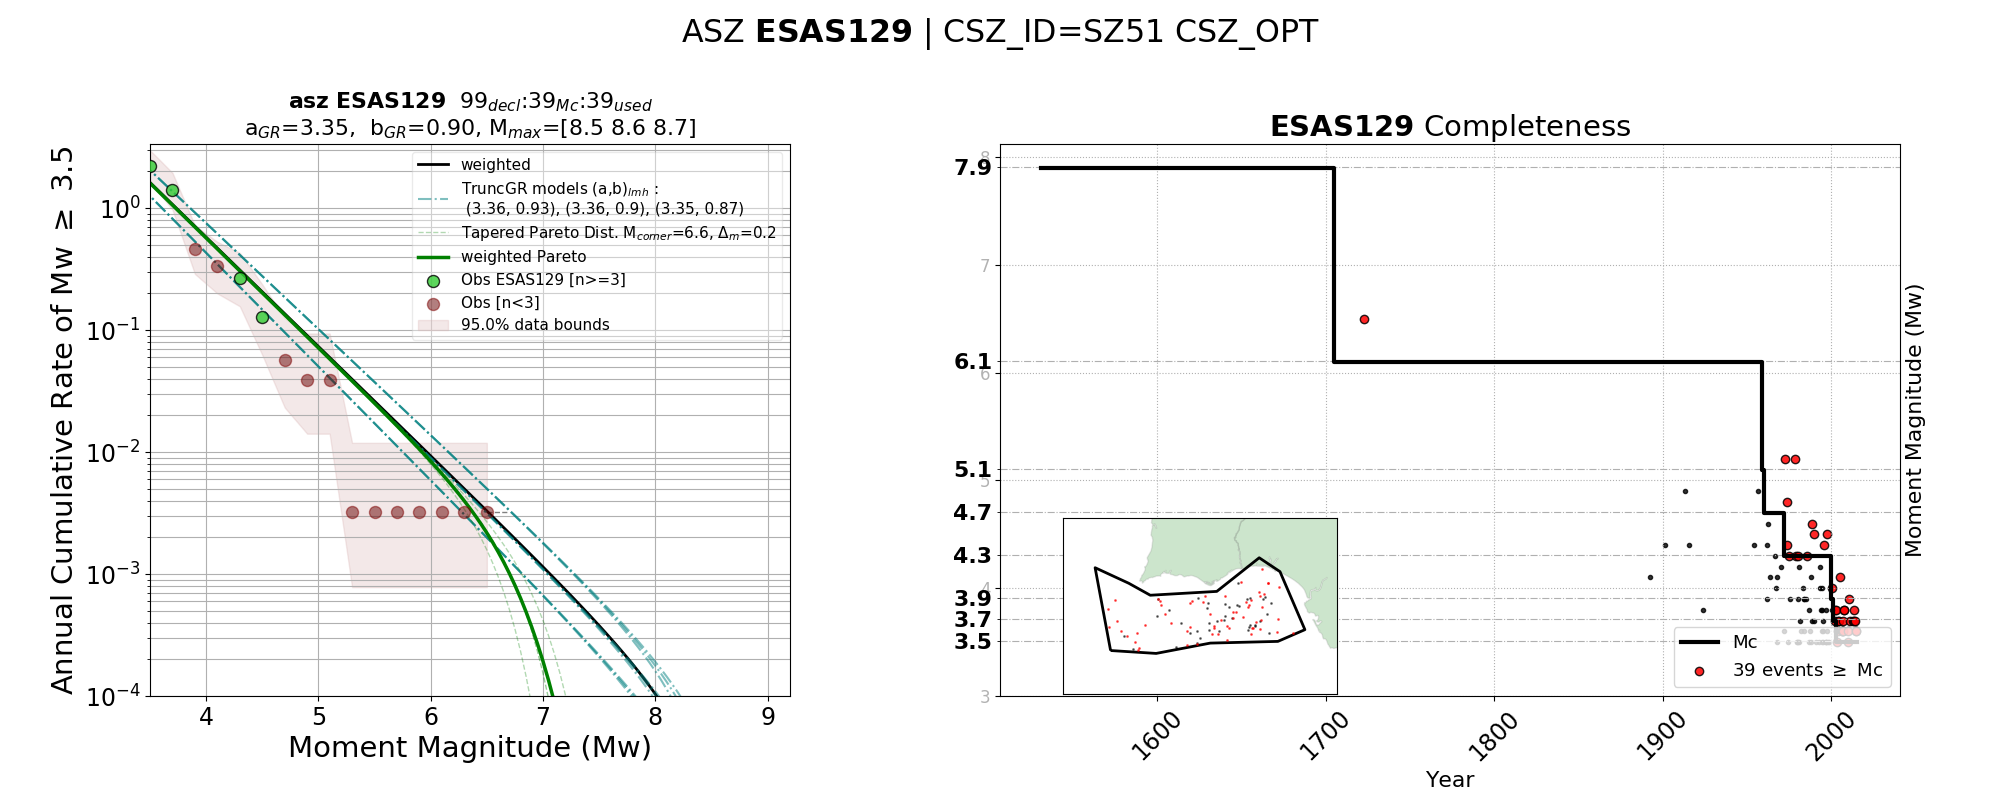 ASZ ESAS129 | CSZ_ID=SZ51 CSZ_OPT
asz ESAS129 99decl:39Mc:39used
aGR=3.35, bGR=0.90, Mmax=[8.5 8.6 8.7]
Annual Cumulative Rate of Mw ≥ 3.5
10⁰
10⁻¹
10⁻²
10⁻³
10⁻⁴
weighted
TruncGR models (a,b)lmh :
(3.36, 0.93), (3.36, 0.9), (3.35, 0.87)
Tapered Pareto Dist. Mcorner=6.6, Δm=0.2
weighted Pareto
Obs ESAS129 [n>=3]
Obs [n<3]
95.0% data bounds
4 5 6 7 8 9
Moment Magnitude (Mw)
ESAS129 Completeness
8
7.9
7
6.1
6
5.1
5
4.7
4.3
4
3.9
3.7
3.5
3
Mc
39 events ≥ Mc
1600 1700 1800 1900 2000
Year
Moment Magnitude (Mw)